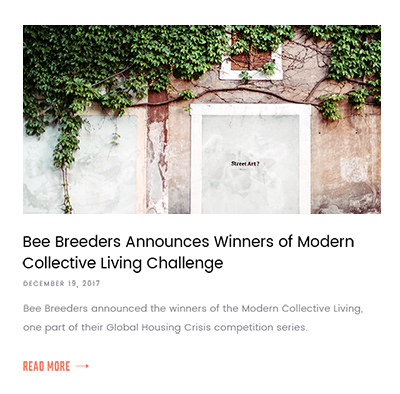 Street Art?
Bee Breeders Announces Winners of Modern
Collective Living Challenge
DECEMBER 19, 2017
Bee Breeders announced the winners of the Modern Collective Living,
one part of their Global Housing Crisis competition series.
READ MORE →